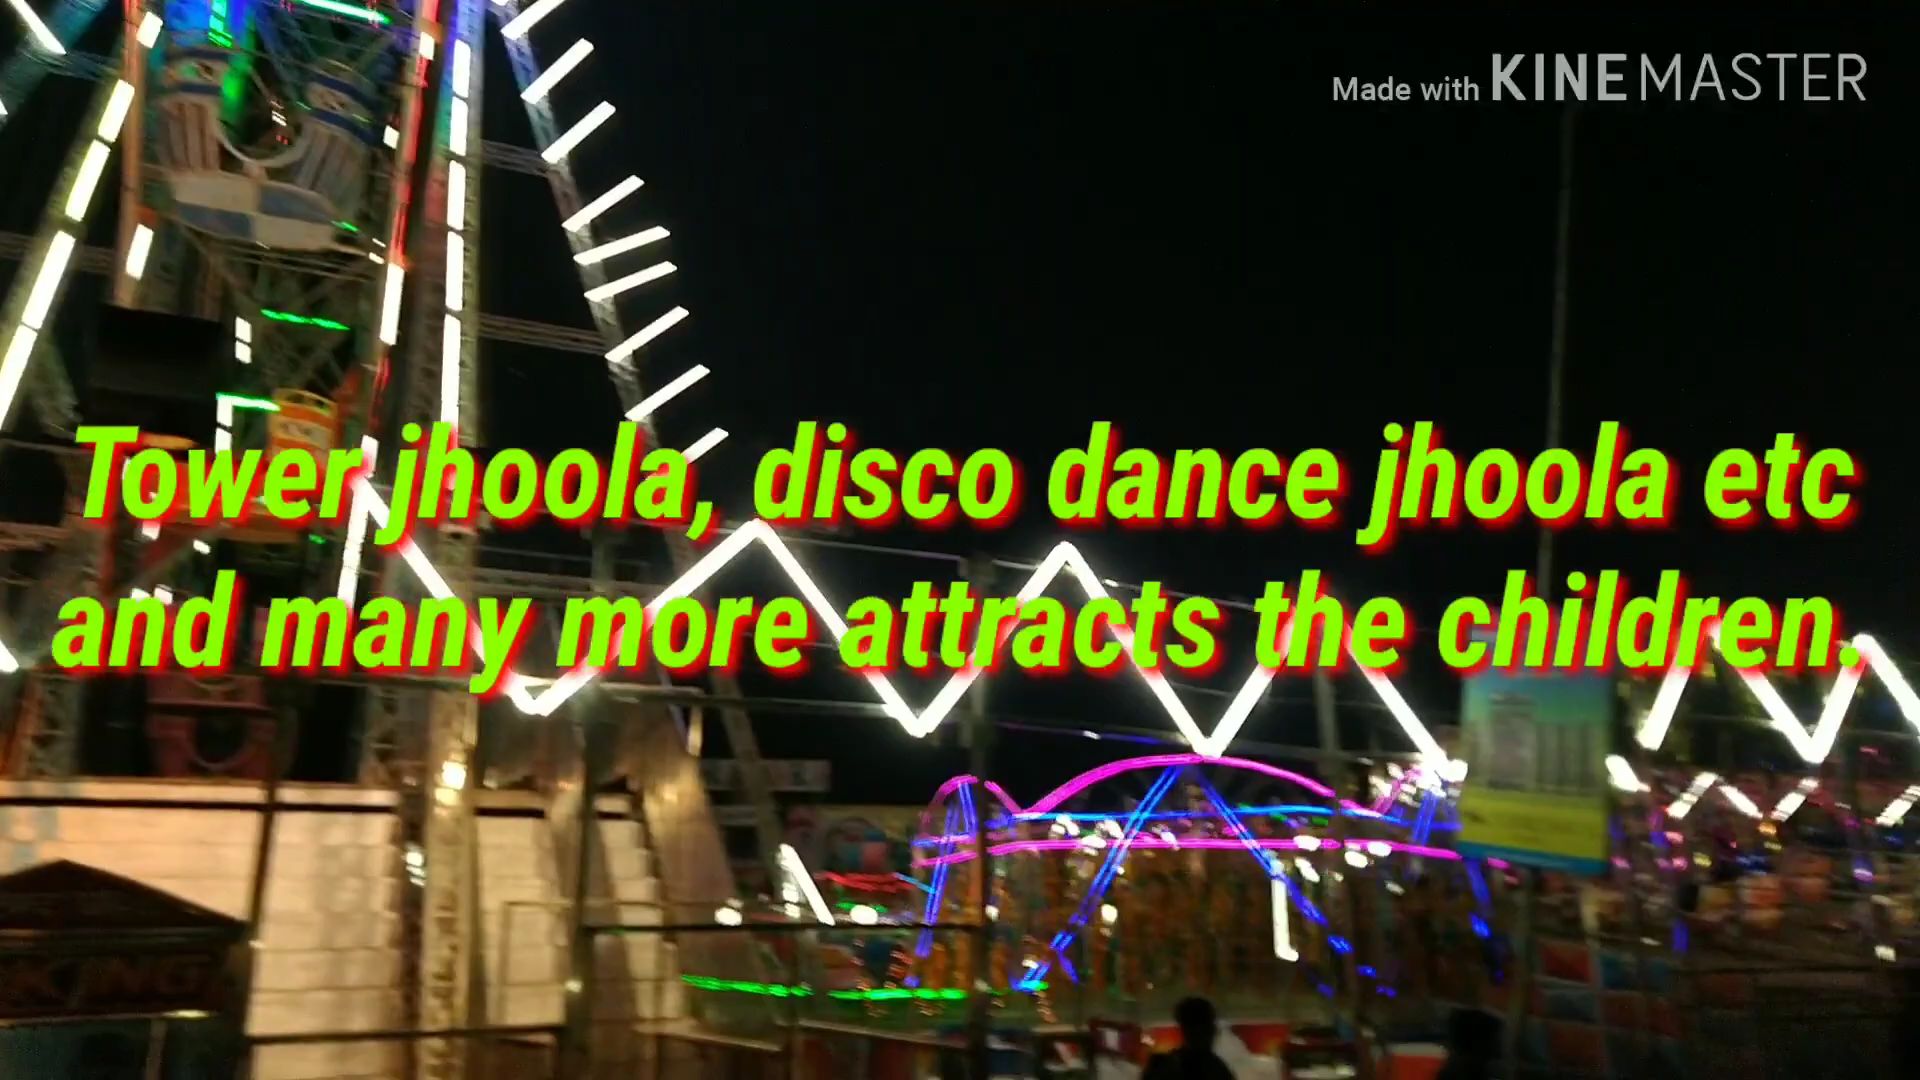 Made with KINEMASTER
Tower jhoola, disco dance jhoola etc
and many more attracts the children.